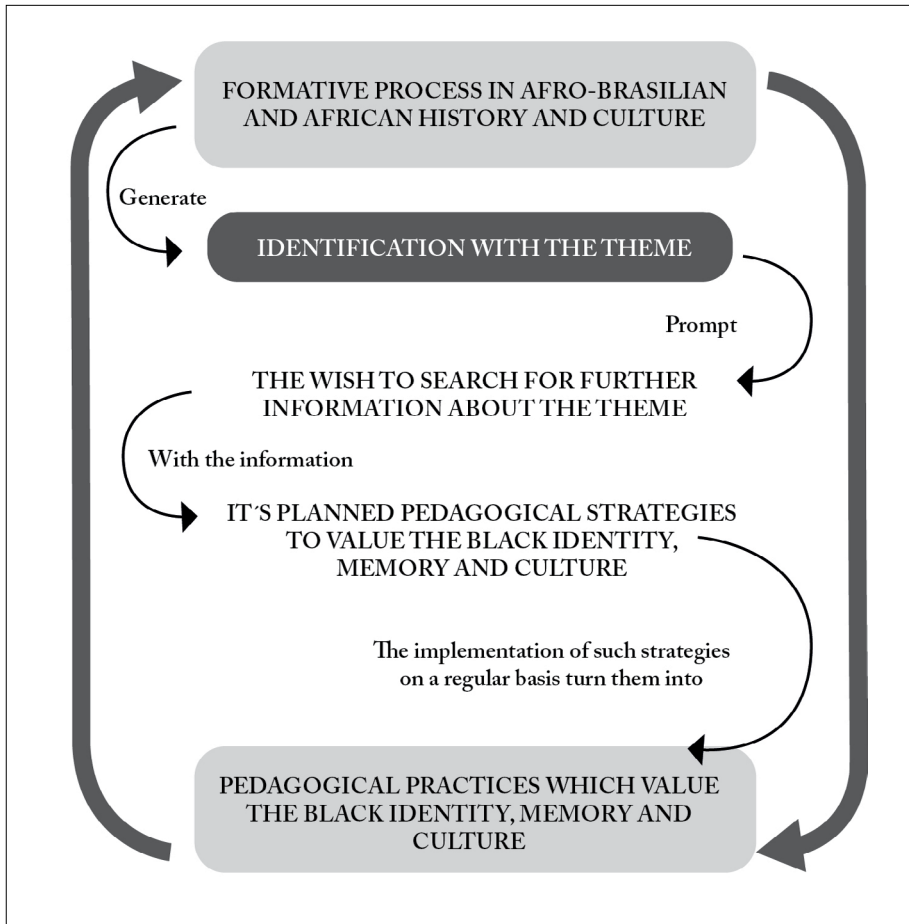 FORMATIVE PROCESS IN AFRO-BRASILIAN
AND AFRICAN HISTORY AND CULTURE
Generate
IDENTIFICATION WITH THE THEME
Prompt
THE WISH TO SEARCH FOR FURTHER
INFORMATION ABOUT THE THEME
With the information
IT´S PLANNED PEDAGOGICAL STRATEGIES
TO VALUE THE BLACK IDENTITY,
MEMORY AND CULTURE
The implementation of such strategies
on a regular basis turn them into
PEDAGOGICAL PRACTICES WHICH VALUE
THE BLACK IDENTITY, MEMORY AND
CULTURE